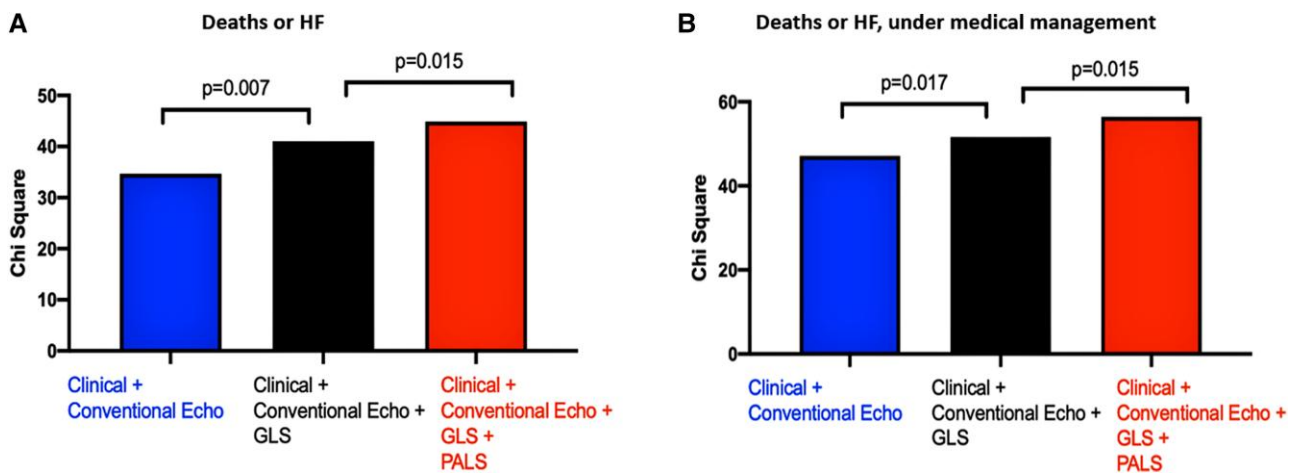 A
Deaths or HF
p=0.007
p=0.015
50
40
30
20
10
0
Chi Square
Clinical +
Conventional Echo
Clinical +
Conventional Echo +
GLS
Clinical +
Conventional Echo +
GLS +
PALS
B
Deaths or HF, under medical management
p=0.017
p=0.015
60
40
20
0
Chi Square
Clinical +
Conventional Echo
Clinical +
Conventional Echo +
GLS
Clinical +
Conventional Echo +
GLS +
PALS